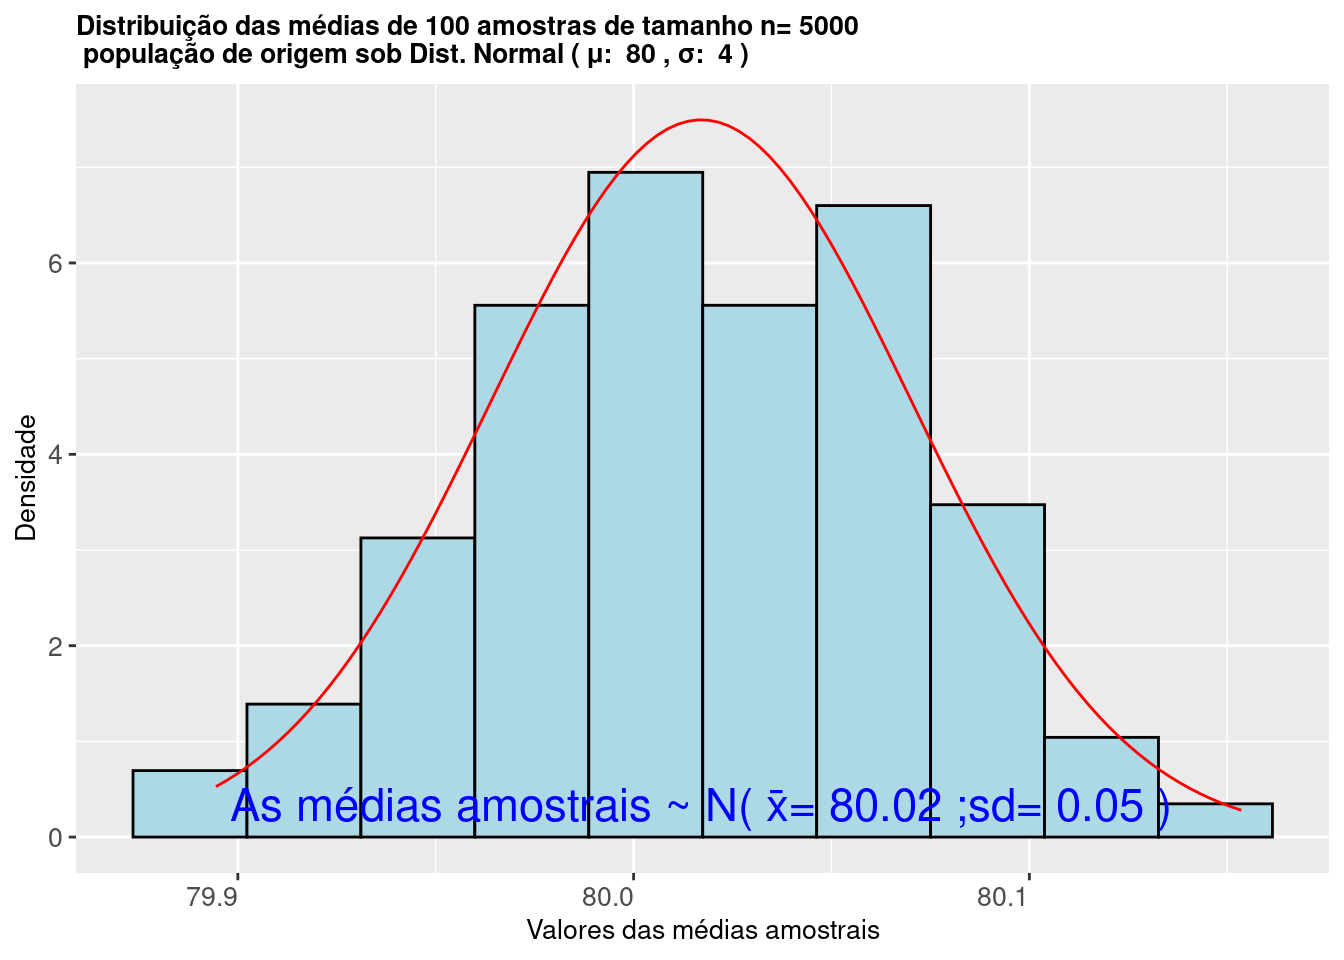 Distribuição das médias de 100 amostras de tamanho n= 5000
população de origem sob Dist. Normal ( μ:  80 , σ:  4 )
Densidade
6
4
2
0
As médias amostrais ~ N( x̄= 80.02 ;sd= 0.05 )
79.9 80.0 80.1
Valores das médias amostrais